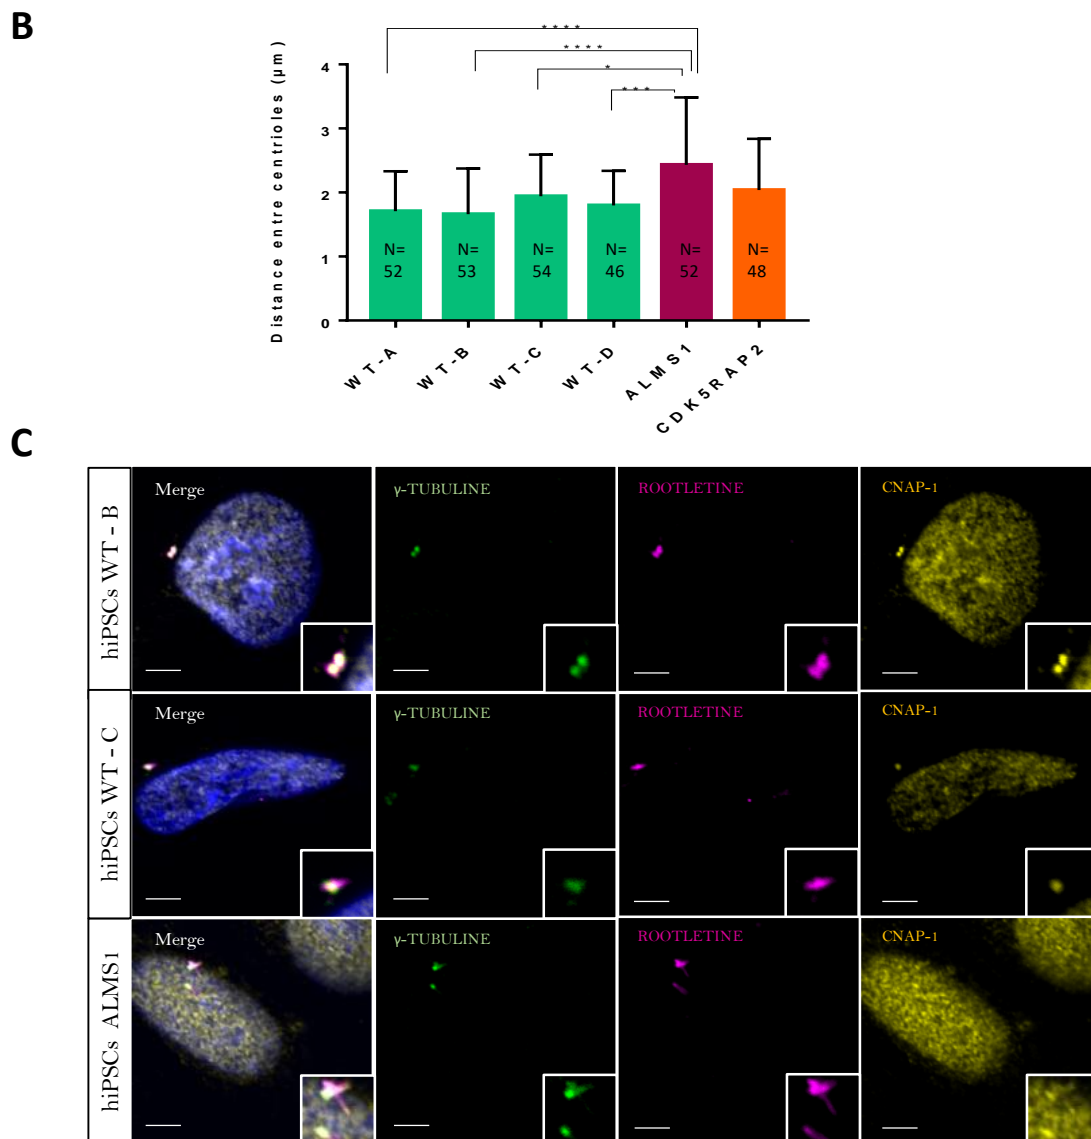 B
****
****
*
***
Distance entre centrioles (µm)
4
3
2
1
0
N=
52
N=
53
N=
54
N=
46
N=
52
N=
48
WT-A
WT-B
WT-C
WT-D
ALMS1
CDK5RAP2
C
hiPSCs WT - B
Merge
γ-TUBULINE
ROOTLETINE
CNAP-1
hiPSCs WT - C
Merge
γ-TUBULINE
ROOTLETINE
CNAP-1
hiPSCs ALMS1
Merge
γ-TUBULINE
ROOTLETINE
CNAP-1